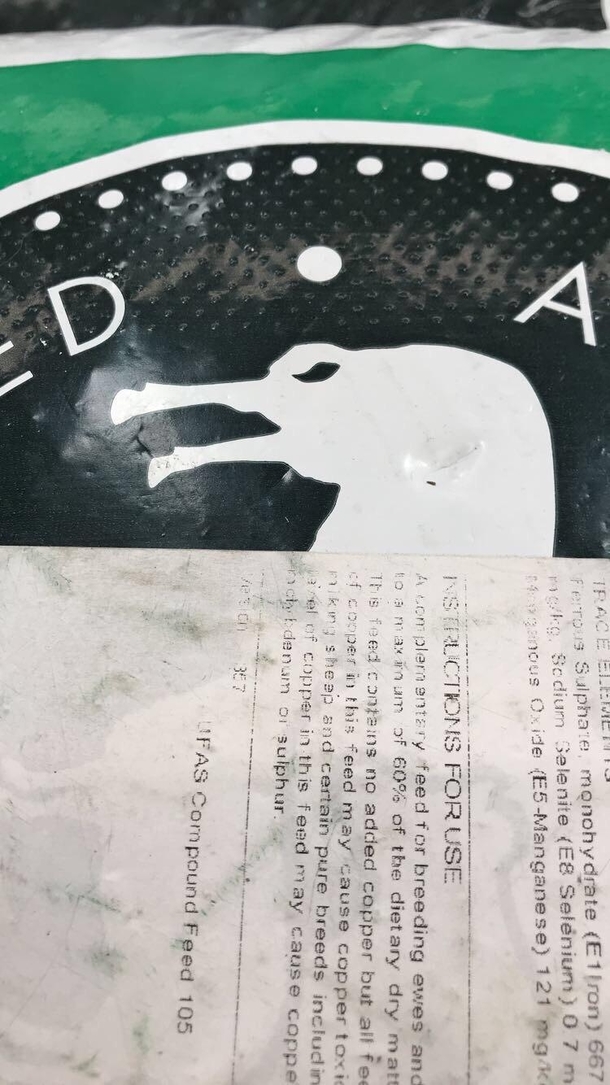 ED
A
TRACE ELEMENTS
Ferrous Sulphate, monohydrate (E1 Iron) 667
mg/kg, Sodium Selenite (E8 Selenium) 0.7 m
Manganous Oxide (E5-Manganese) 121 mg/k
INSTRUCTIONS FOR USE
A complementary feed for breeding ewes and
to a maximum of 60% of the dietary dry matt
This feed contains no added copper but all fee
of copper in this feed may cause copper toxic
milking sheep and certain pure breeds includin
level of copper in this feed may cause coppe
molybdenum or sulphur.
Version 367
UFAS Compound Feed 105